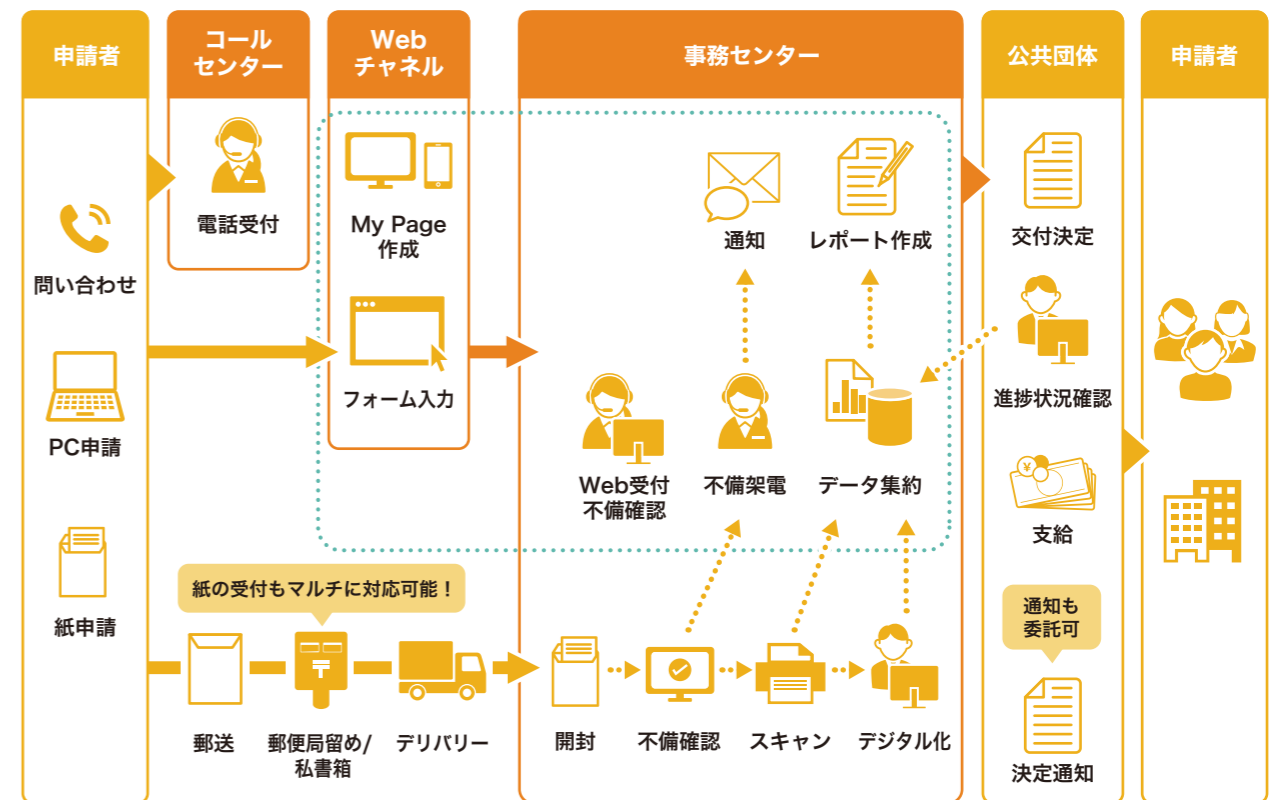 申請者
コール
センター
Web
チャネル
事務センター
公共団体
申請者
問い合わせ
PC申請
紙申請
電話受付
My Page
作成
フォーム入力
通知
レポート作成
Web受付
不備確認
不備架電
データ集約
紙の受付もマルチに対応可能！
〒
郵送
郵便局留め/
私書箱
デリバリー
開封
不備確認
スキャン
デジタル化
交付決定
進捗状況確認
¥
支給
通知も
委託可
決定通知